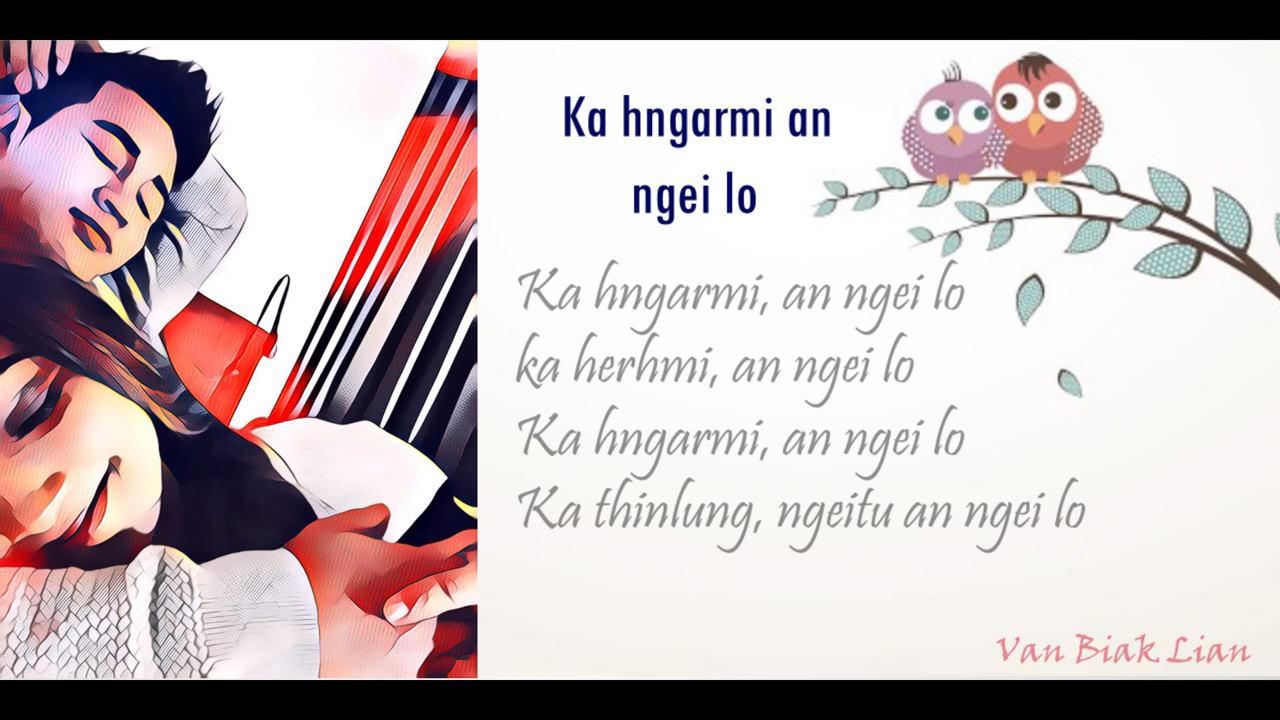 Ka hngarmi an
ngei lo
Ka hngarmi, an ngei lo
ka herhmi, an ngei lo
Ka hngarmi, an ngei lo
Ka thinlung, ngeitu an ngei lo
Van Biak Lian